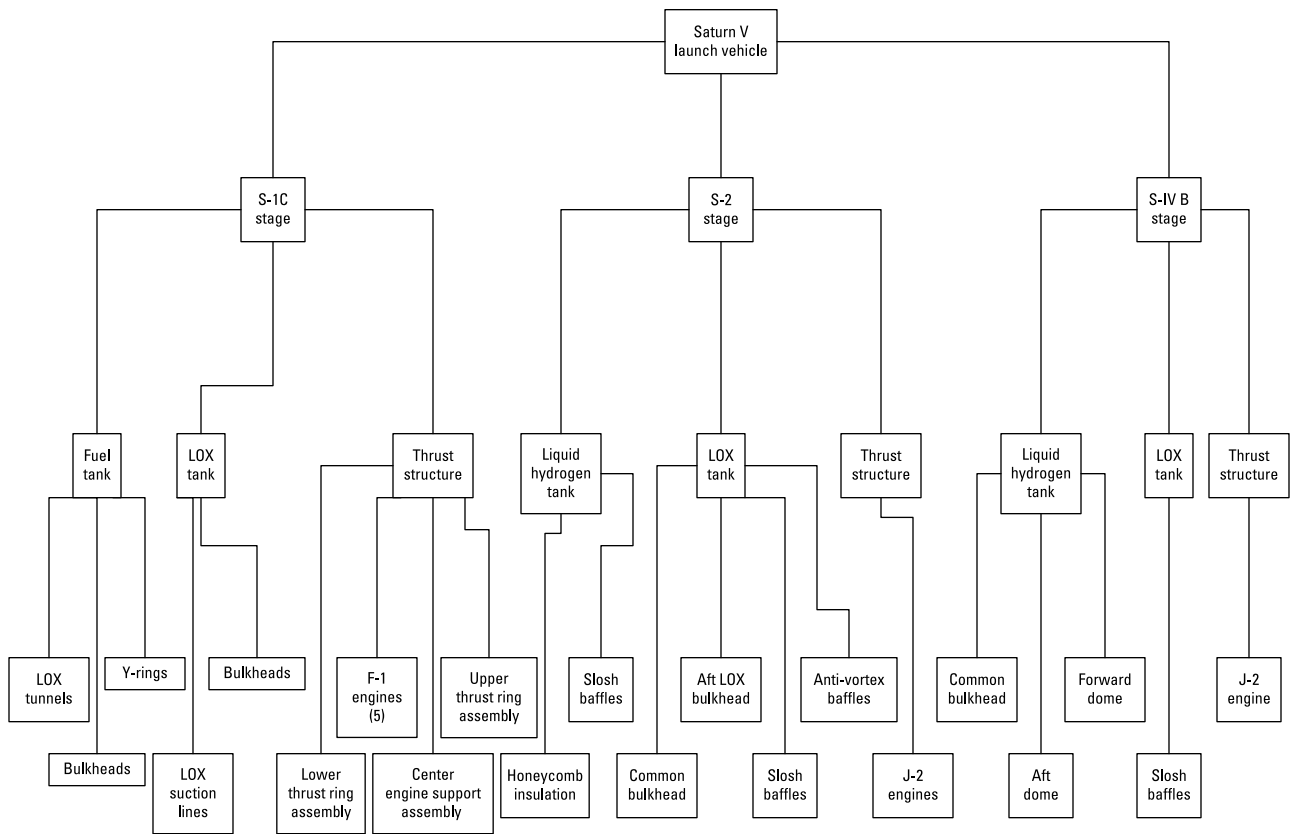 Saturn V
launch vehicle
S-1C
stage
S-2
stage
S-IV B
stage
Fuel
tank
LOX
tank
Thrust
structure
Liquid
hydrogen
tank
LOX
tank
Thrust
structure
Liquid
hydrogen
tank
LOX
tank
Thrust
structure
LOX
tunnels
Y-rings
Bulkheads
F-1
engines
(5)
Upper
thrust ring
assembly
Slosh
baffles
Aft LOX
bulkhead
Anti-vortex
baffles
Common
bulkhead
Forward
dome
J-2
engine
Bulkheads
LOX
suction
lines
Lower
thrust ring
assembly
Center
engine support
assembly
Honeycomb
insulation
Common
bulkhead
Slosh
baffles
J-2
engines
Aft
dome
Slosh
baffles